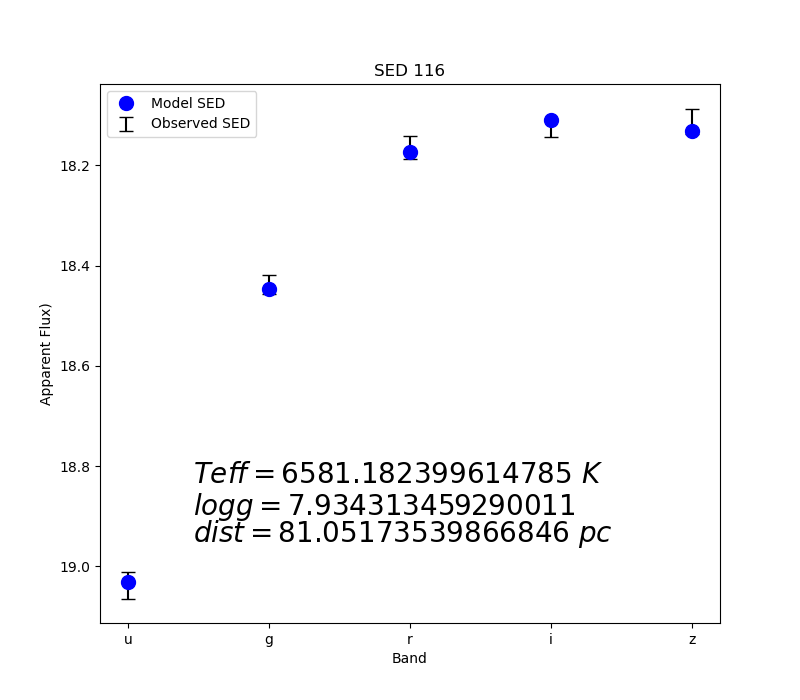 SED 116
Model SED
Observed SED
18.2
18.4
18.6
18.8
19.0
Apparent Flux)
Teff = 6581.182399614785 K
logg = 7.934313459290011
dist = 81.05173539866846 pc
u g r i z
Band